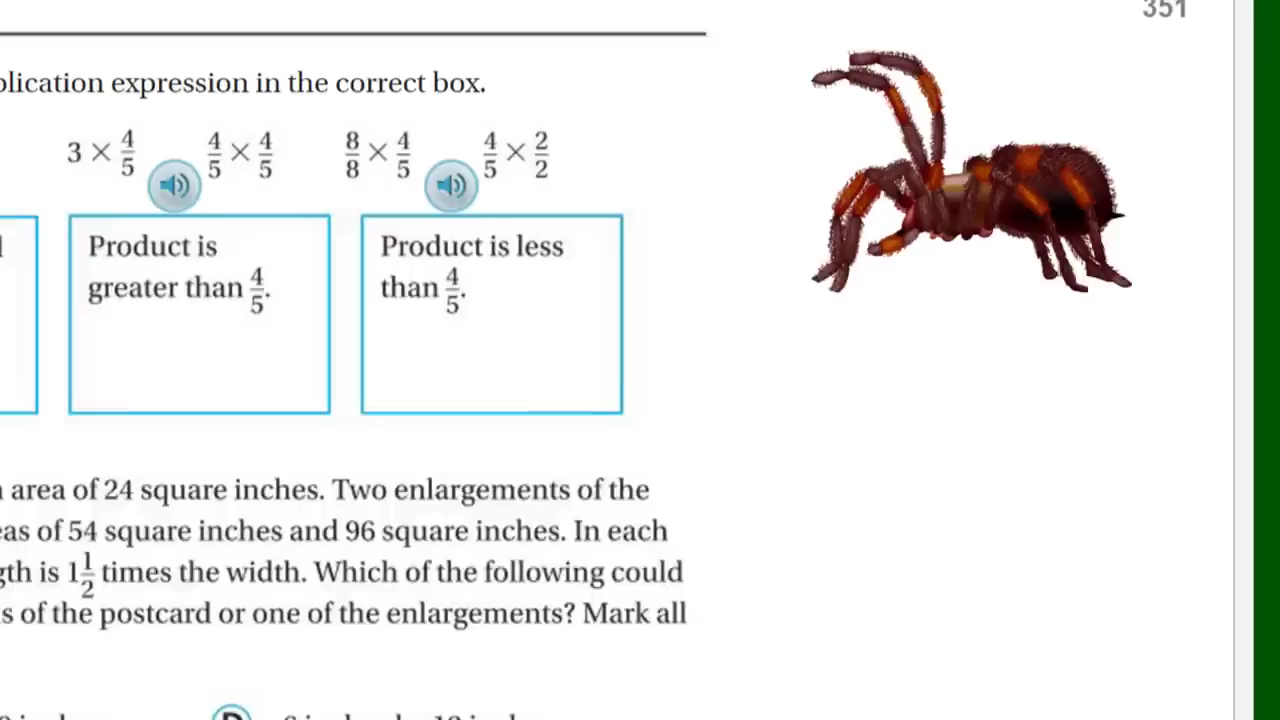 351
plication expression in the correct box.
3 × 4/5 4/5 × 4/5 8/8 × 4/5 4/5 × 2/2
Product is
greater than 4/5.
Product is less
than 4/5.
area of 24 square inches. Two enlargements of the
eas of 54 square inches and 96 square inches. In each
gth is 1 1/2 times the width. Which of the following could
s of the postcard or one of the enlargements? Mark all